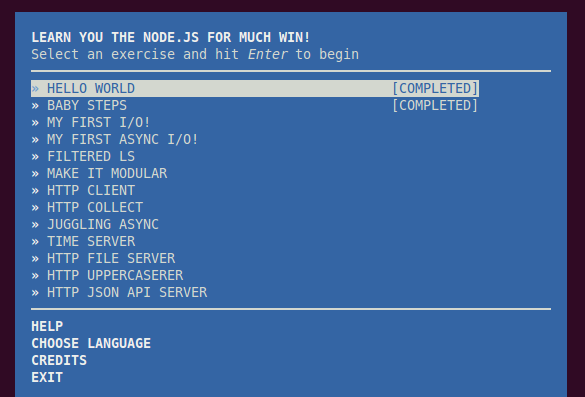 LEARN YOU THE NODE.JS FOR MUCH WIN!
Select an exercise and hit Enter to begin
» HELLO WORLD [COMPLETED]
» BABY STEPS [COMPLETED]
» MY FIRST I/O!
» MY FIRST ASYNC I/O!
» FILTERED LS
» MAKE IT MODULAR
» HTTP CLIENT
» HTTP COLLECT
» JUGGLING ASYNC
» TIME SERVER
» HTTP FILE SERVER
» HTTP UPPERCASERER
» HTTP JSON API SERVER
HELP
CHOOSE LANGUAGE
CREDITS
EXIT